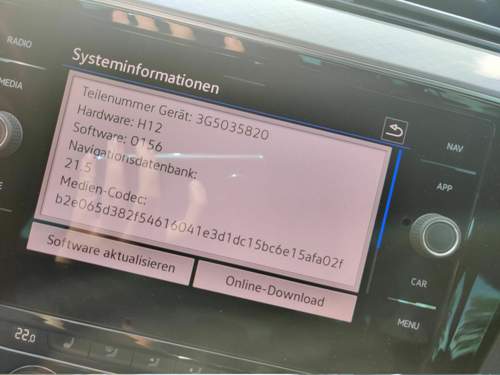 RADIO
MEDIA
Systeminformationen
Teilenummer Gerät: 3G5035820
Hardware: H12
Software: 0156
Navigationsdatenbank:
21.5
Medien-Codec:
b2e065d382f54616041e3d1dc15bc6e15afa02f
Software aktualisieren
Online-Download
NAV
APP
CAR
MENU
22.0